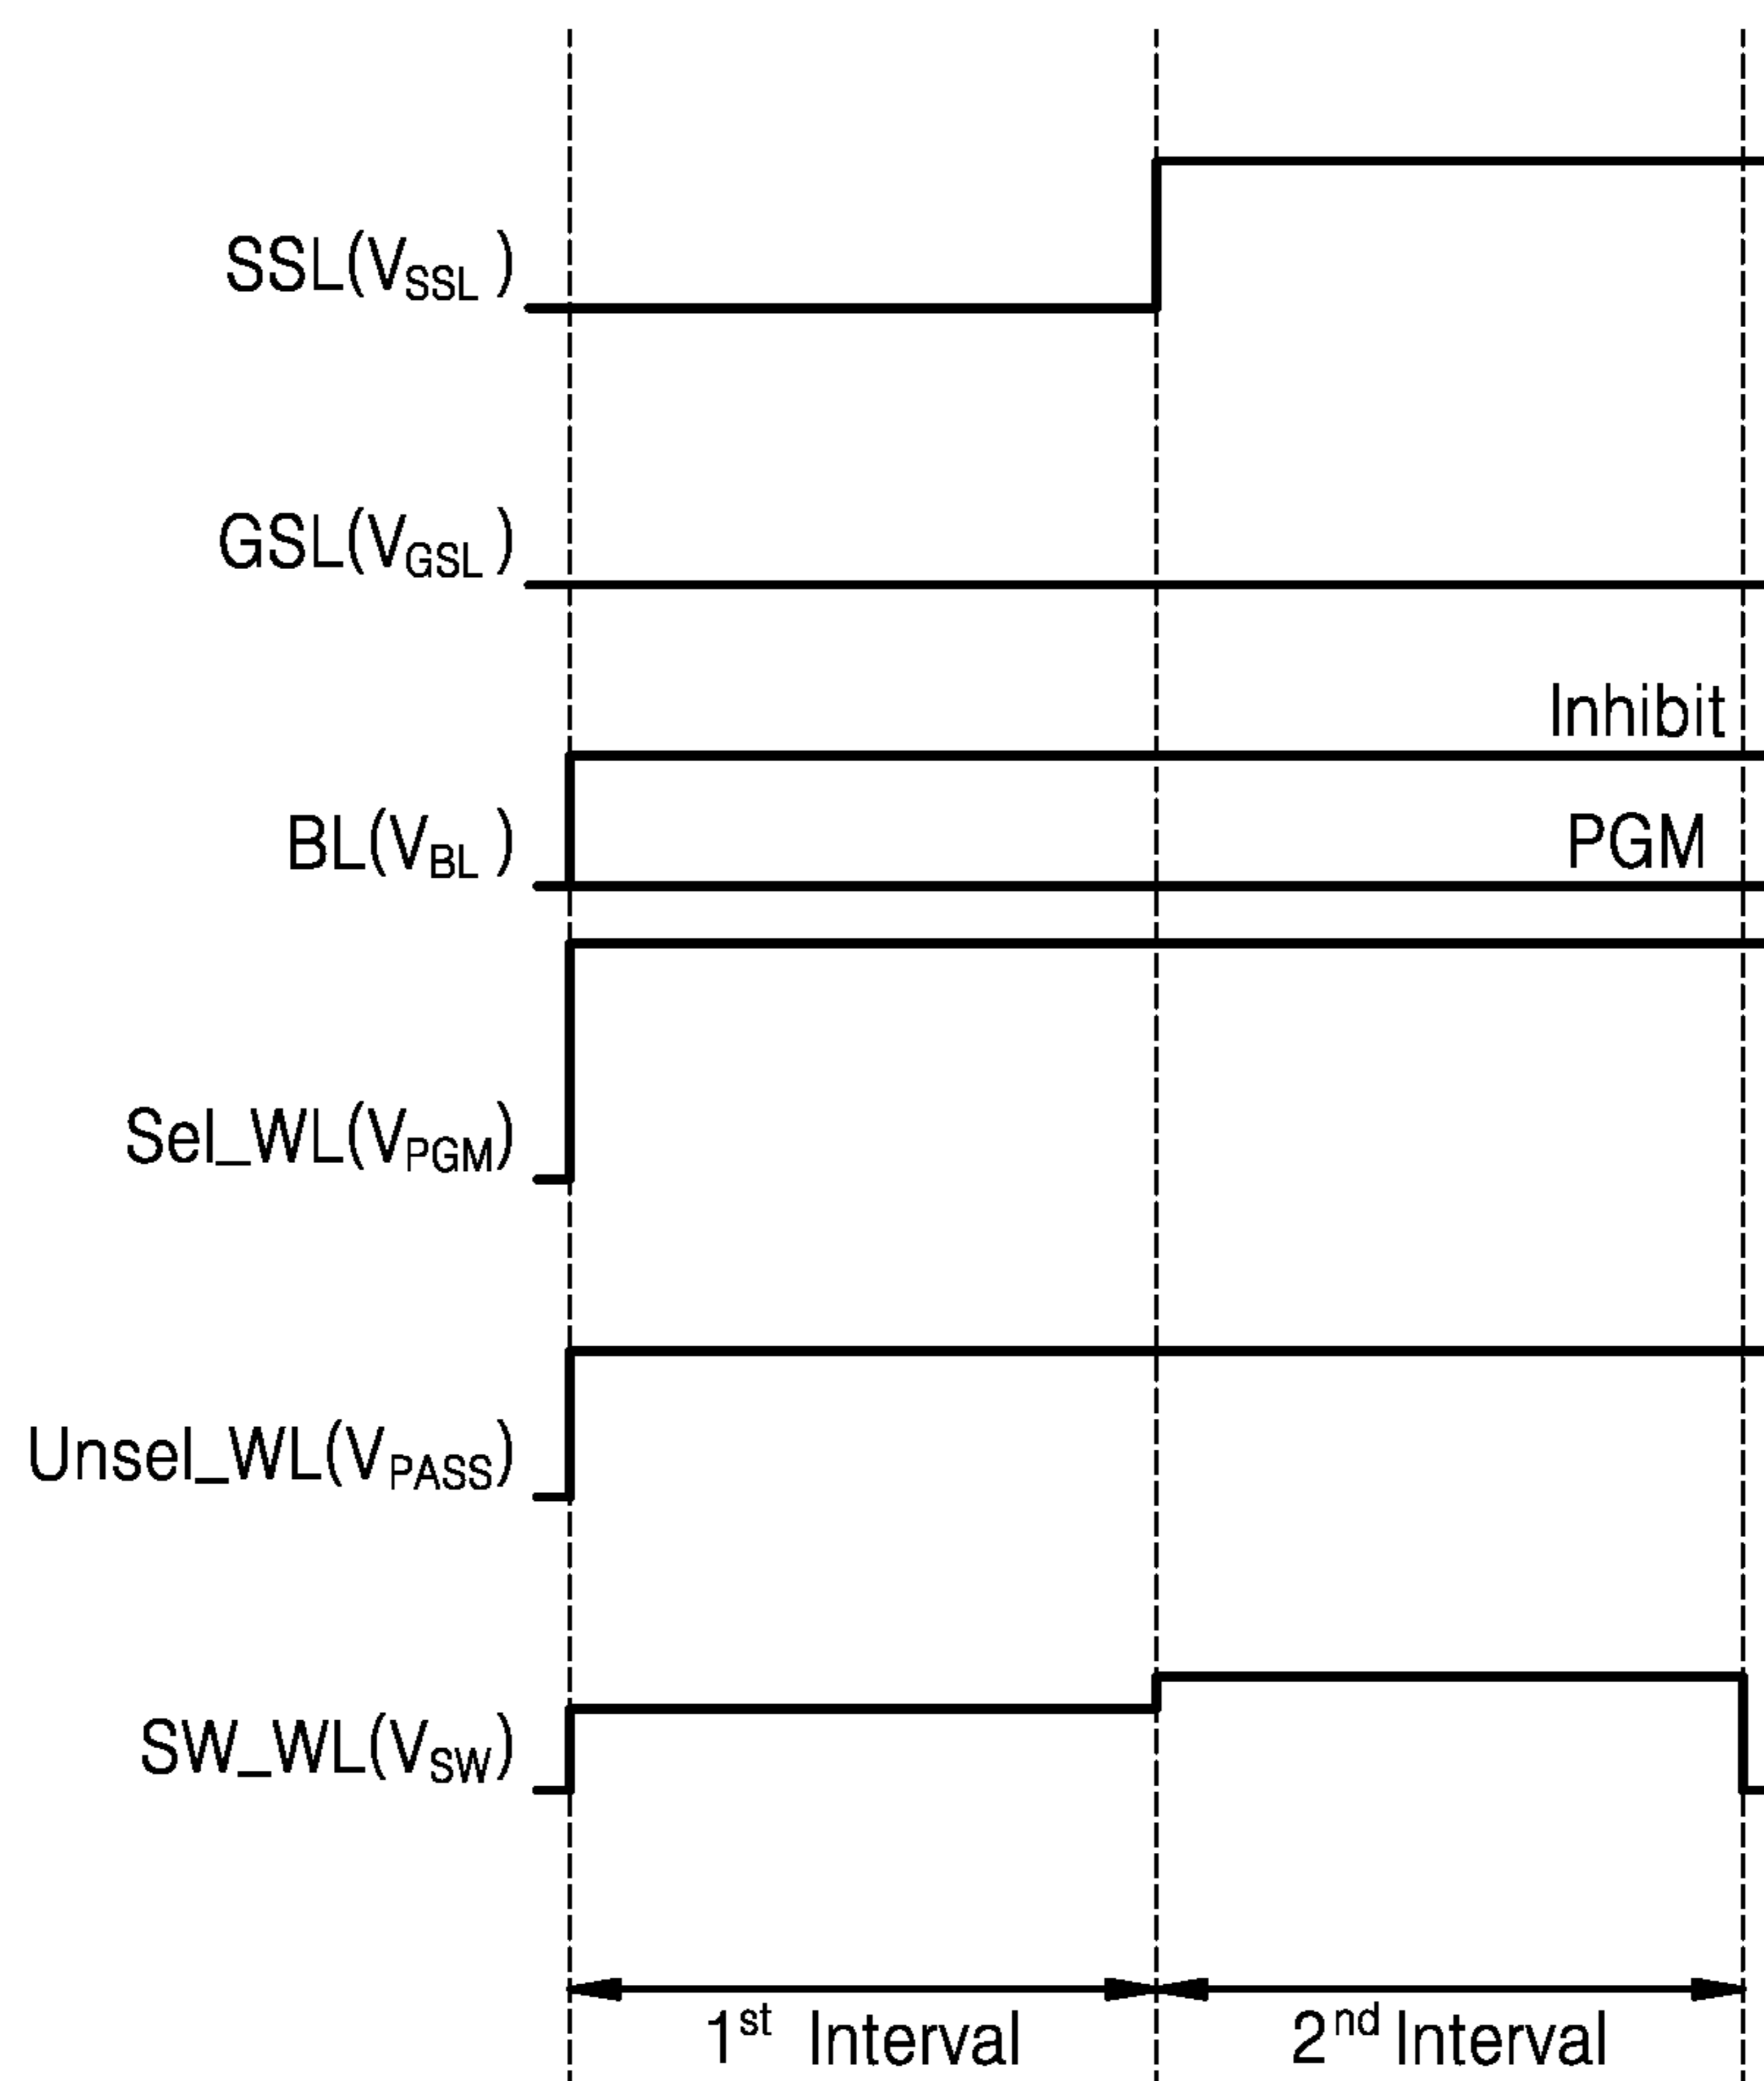 SSL(VSSL )
GSL(VGSL )
Inhibit
BL(VBL )
PGM
Sel_WL(VPGM)
Unsel_WL(VPASS)
SW_WL(VSW)
1st Interval
2nd Interval